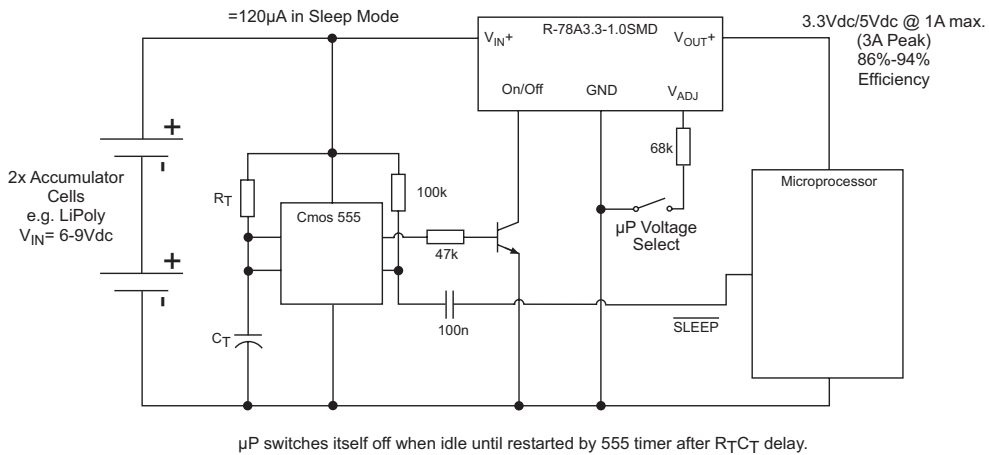 =120µA in Sleep Mode
R-78A3.3-1.0SMD
VIN+
VOUT+
On/Off
GND
VADJ
3.3Vdc/5Vdc @ 1A max.
(3A Peak)
86%-94%
Efficiency
+
-
2x Accumulator
Cells
e.g. LiPoly
VIN= 6-9Vdc
+
-
RT
100k
Cmos 555
47k
100n
CT
68k
µP Voltage
Select
Microprocessor
SLEEP
µP switches itself off when idle until restarted by 555 timer after RTCT delay.